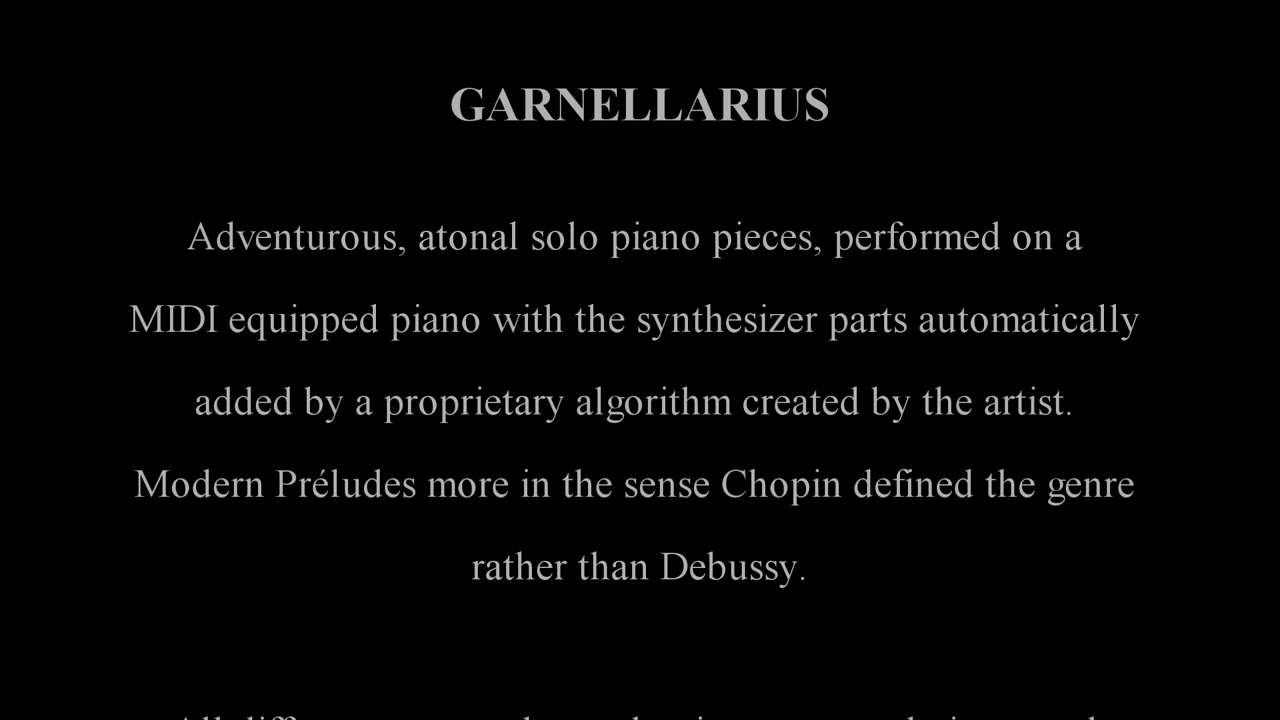 GARNELLARIUS
Adventurous, atonal solo piano pieces, performed on a
MIDI equipped piano with the synthesizer parts automatically
added by a proprietary algorithm created by the artist.
Modern Préludes more in the sense Chopin defined the genre
rather than Debussy.
All